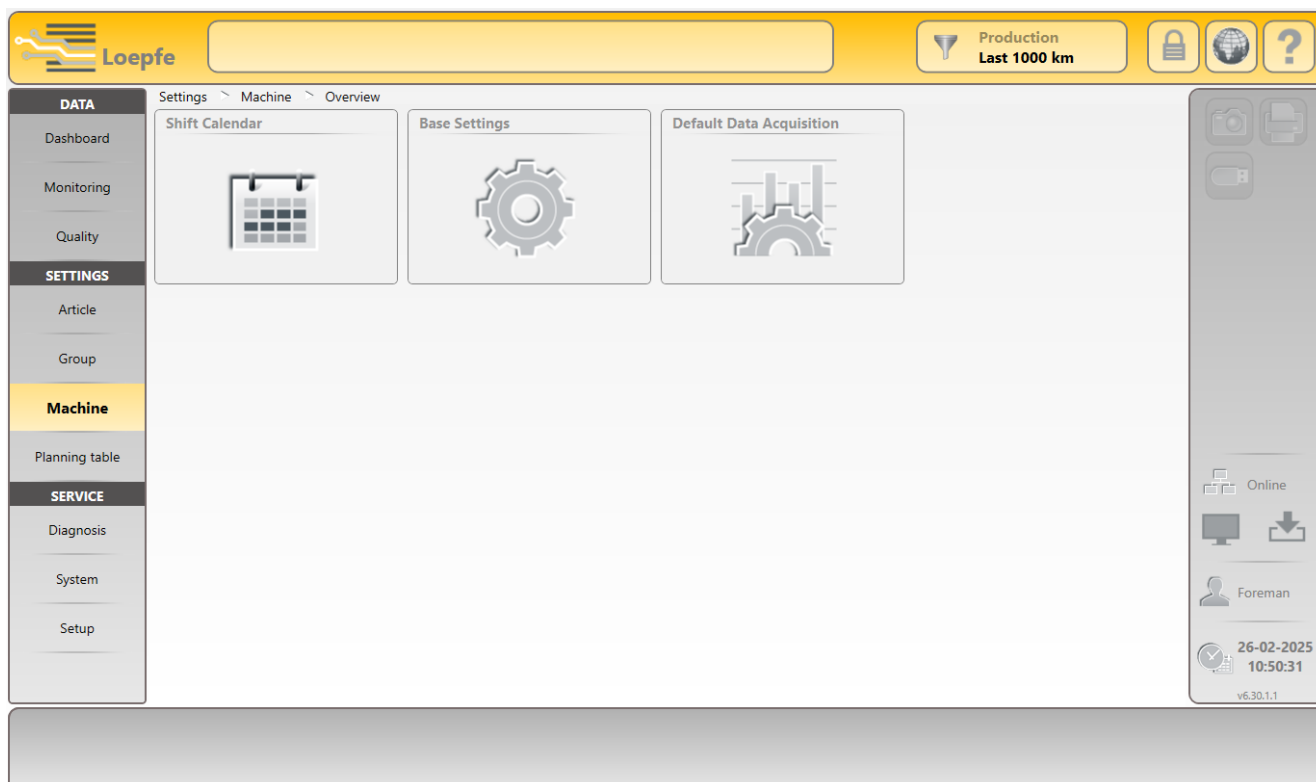 Loepfe
Production
Last 1000 km
?
DATA
Dashboard
Monitoring
Quality
SETTINGS
Article
Group
Machine
Planning table
SERVICE
Diagnosis
System
Setup
Settings > Machine > Overview
Shift Calendar
Base Settings
Default Data Acquisition
Online
Foreman
26-02-2025
10:50:31
v6.30.1.1